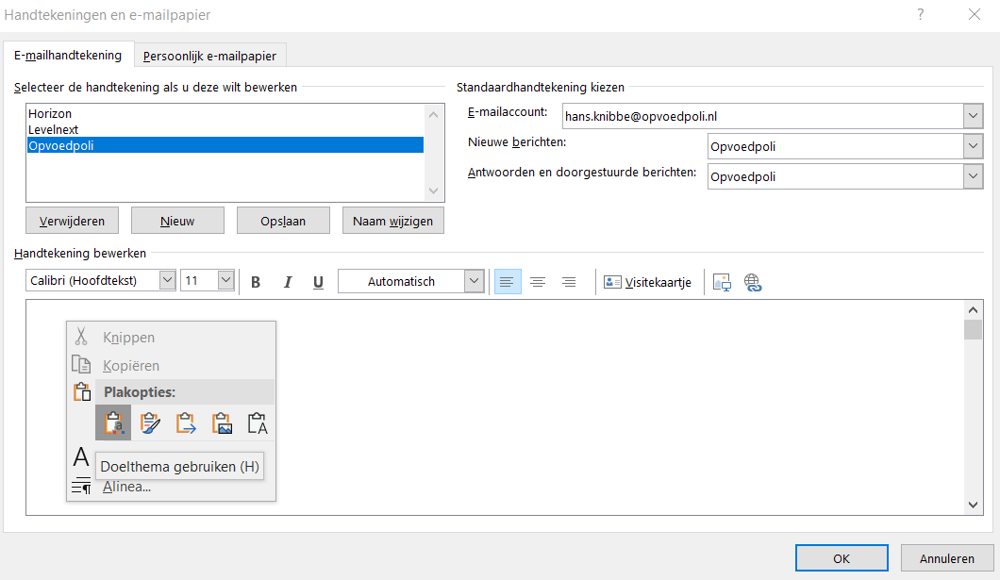 Handtekeningen en e-mailpapier
E-mailhandtekening
Persoonlijk e-mailpapier
Selecteer de handtekening als u deze wilt bewerken
Horizon
Levelnext
Opvoedpoli
Verwijderen
Nieuw
Opslaan
Naam wijzigen
Standaardhandtekening kiezen
E-mailaccount: hans.knibbe@opvoedpoli.nl
Nieuwe berichten: Opvoedpoli
Antwoorden en doorgestuurde berichten: Opvoedpoli
Handtekening bewerken
Calibri (Hoofdtekst) 11 B I U Automatisch Visitekaartje
Knippen
Kopiëren
Plakopties:
Doelthema gebruiken (H)
Alinea...
OK
Annuleren